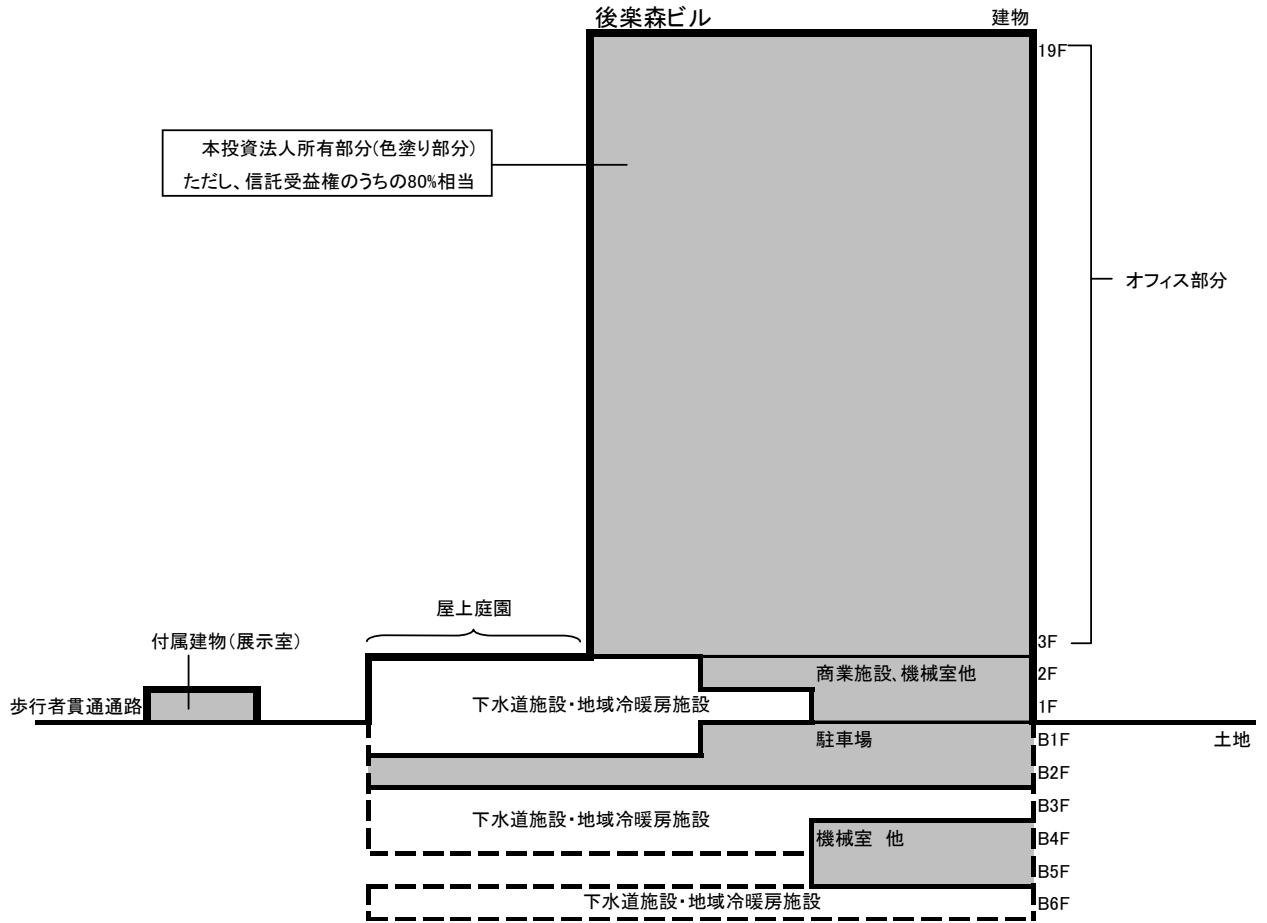 後楽森ビル
建物
19F
本投資法人所有部分(色塗り部分)
ただし、信託受益権のうちの80%相当
オフィス部分
屋上庭園
3F
付属建物(展示室)
商業施設、機械室他
2F
歩行者貫通通路
下水道施設・地域冷暖房施設
1F
駐車場
B1F
土地
B2F
下水道施設・地域冷暖房施設
B3F
機械室 他
B4F
B5F
下水道施設・地域冷暖房施設
B6F